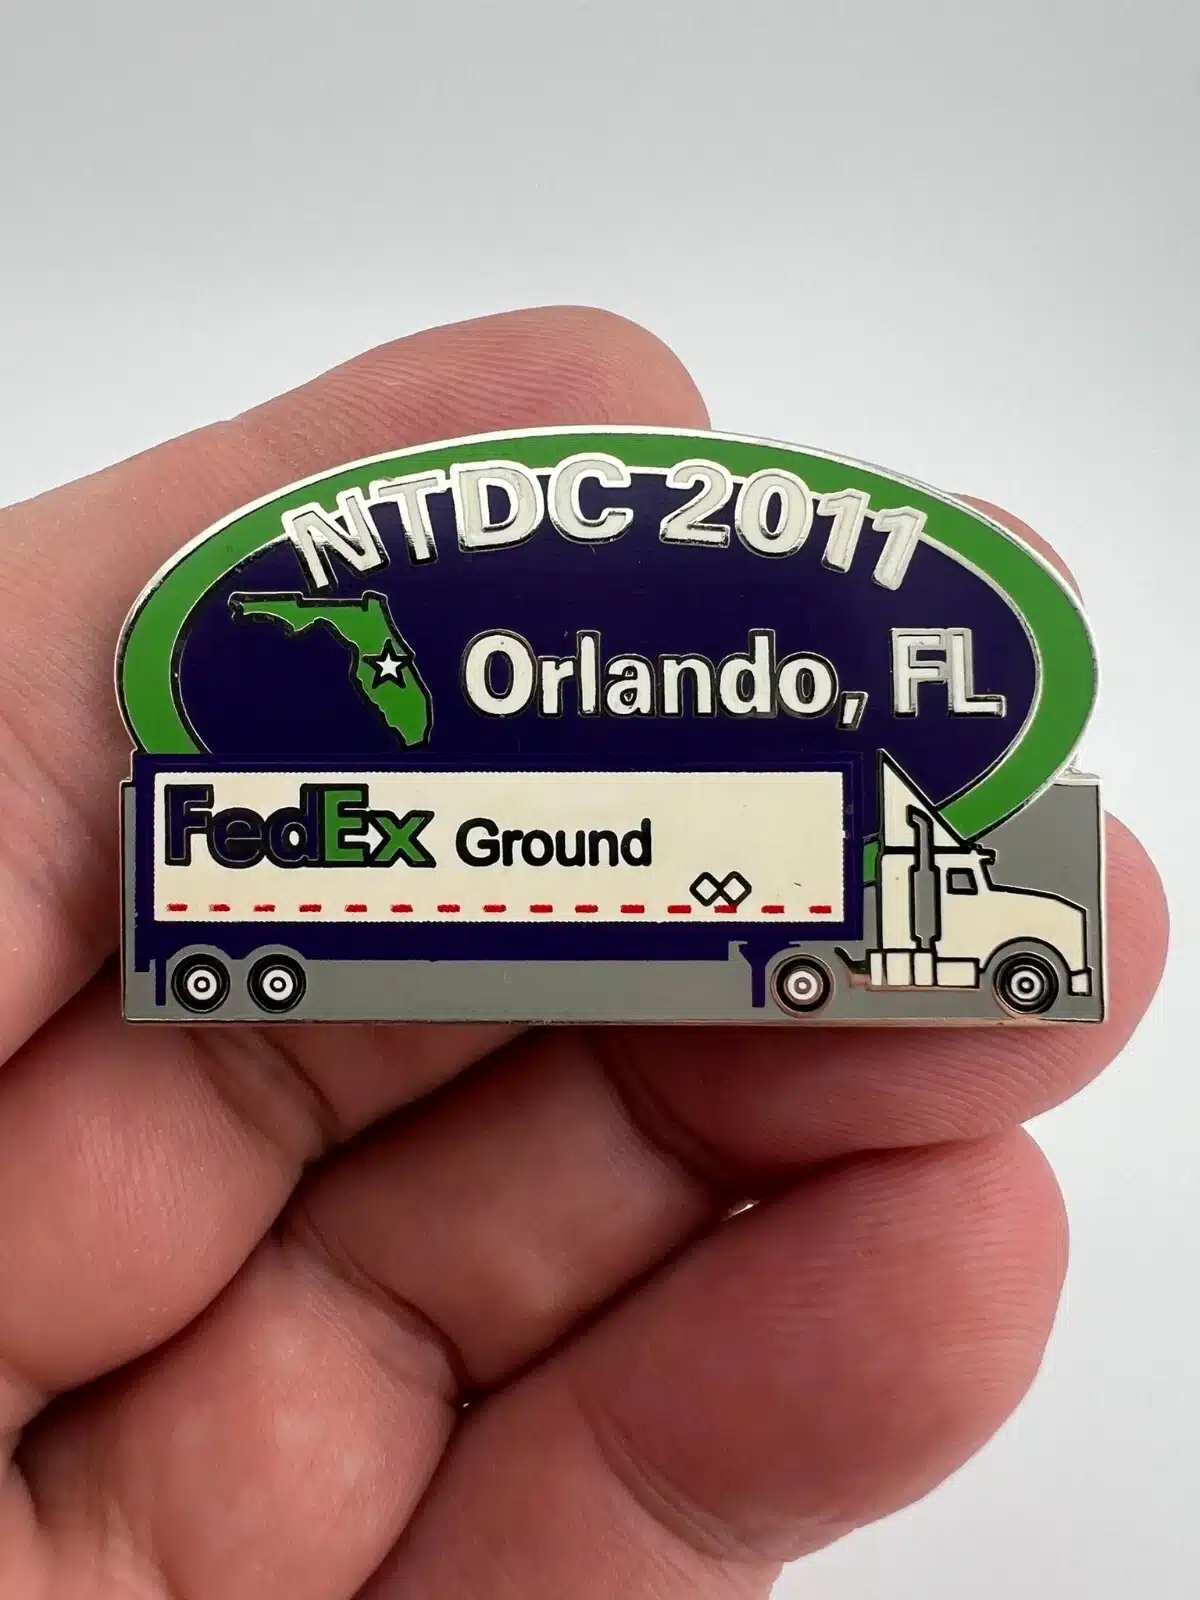 NTDC 2011
Orlando, FL
FedEx Ground